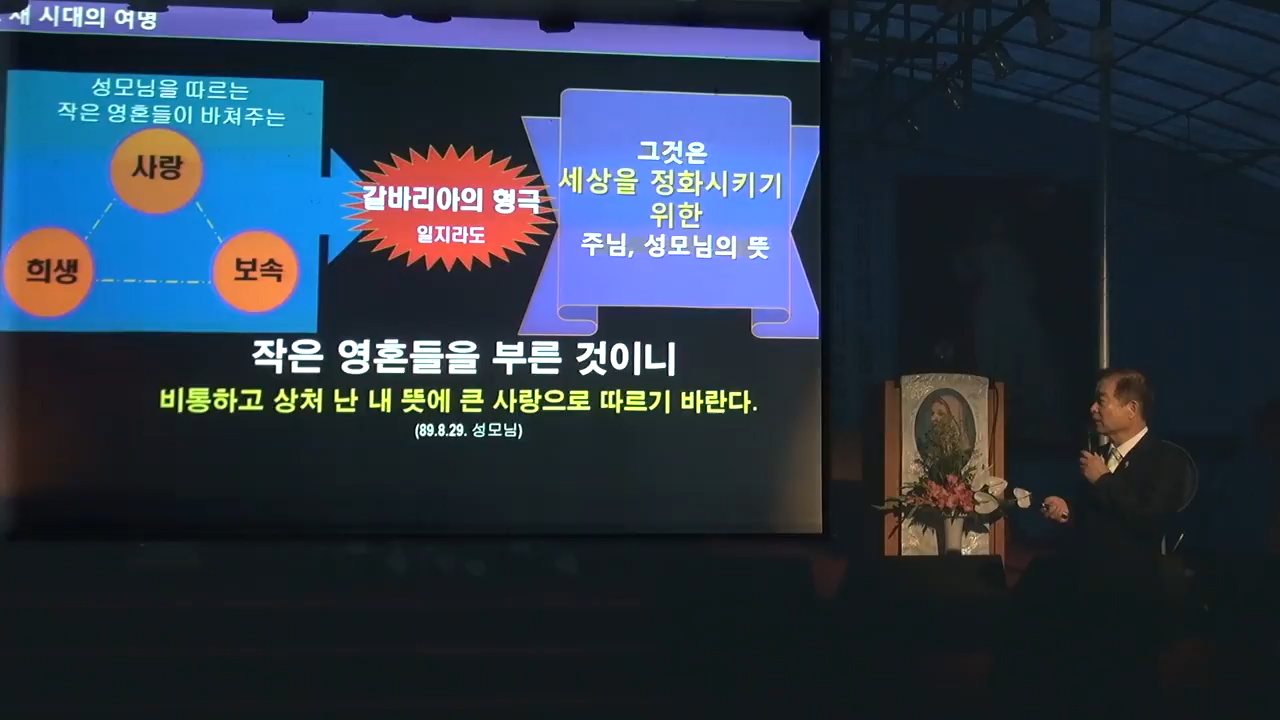 새 시대의 여명
성모님을 따르는
작은 영혼들이 바쳐주는
사랑
희생
보속
갈바리아의 형극
일지라도
그것은
세상을 정화시키기
위한
주님, 성모님의 뜻
작은 영혼들을 부른 것이니
비통하고 상처 난 내 뜻에 큰 사랑으로 따르기 바란다.
(89.8.29. 성모님)